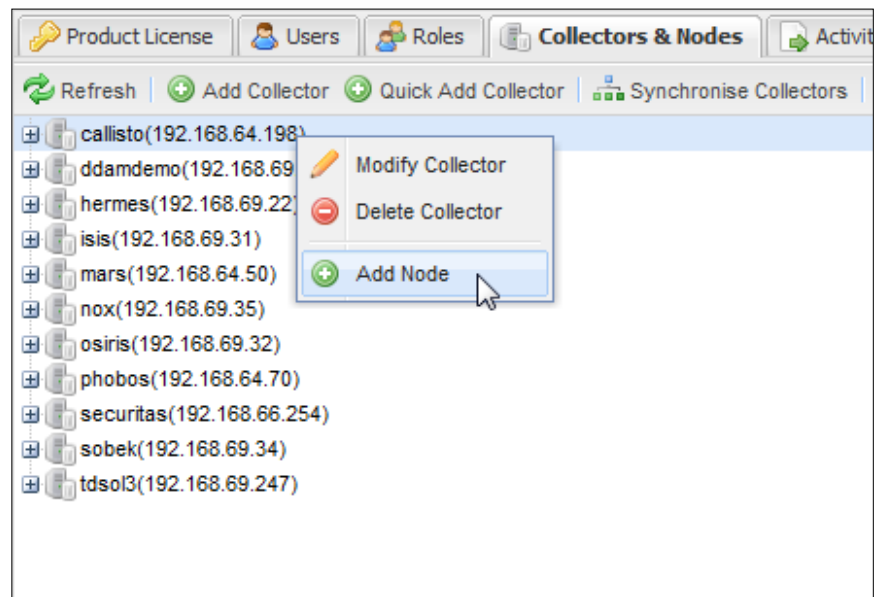 Product License Users Roles Collectors & Nodes Activit
Refresh Add Collector Quick Add Collector Synchronise Collectors
callisto(192.168.64.198)
Modify Collector
ddamdemo(192.168.69
Delete Collector
hermes(192.168.69.22)
isis(192.168.69.31)
Add Node
mars(192.168.64.50)
nox(192.168.69.35)
osiris(192.168.69.32)
phobos(192.168.64.70)
securitas(192.168.66.254)
sobek(192.168.69.34)
tdsol3(192.168.69.247)